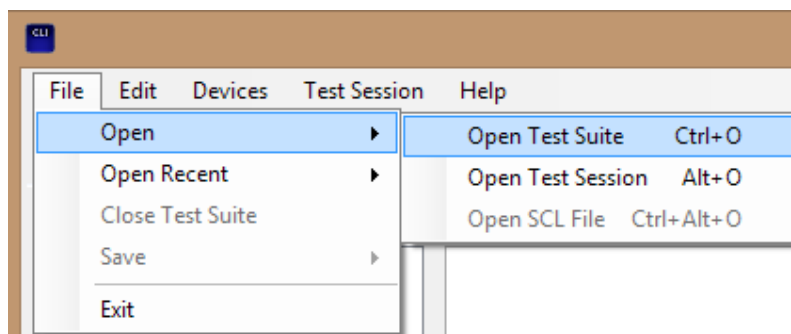 CLI
File Edit Devices Test Session Help
Open Open Test Suite Ctrl+O
Open Recent Open Test Session Alt+O
Close Test Suite Open SCL File Ctrl+Alt+O
Save
Exit